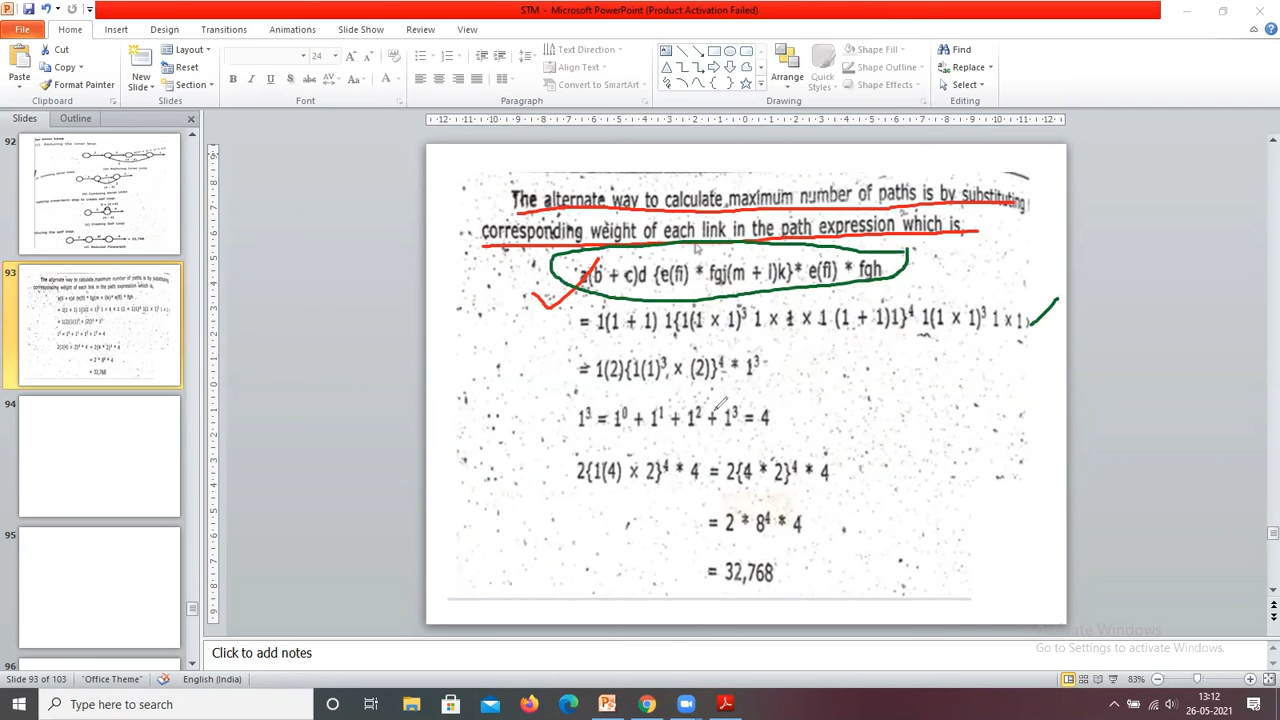 STM - Microsoft PowerPoint (Product Activation Failed)
File Home Insert Design Transitions Animations Slide Show Review View
Paste
Cut
Copy
Format Painter
Clipboard
New Slide
Layout
Reset
Section
Slides
24
Font
Text Direction
Align Text
Convert to SmartArt
Paragraph
Arrange
Quick Styles
Shape Fill
Shape Outline
Shape Effects
Drawing
Find
Replace
Select
Editing
Slides Outline
92
93
94
95
96
The alternate way to calculate maximum number of paths is by substituting
corresponding weight of each link in the path expression which is,
a(b + c)d {e(fi) * fgj(m + l)k}* e(fi) * fgh
= 1(1 + 1) 1{1(1 × 1)³ 1 × 1 × 1 (1 + 1)1}⁴ 1(1 × 1)³ 1 × 1)
= 1(2){1(1)³, × (2)}⁴ * 1³
1³ = 1⁰ + 1¹ + 1² + 1³ = 4
2{1(4) × 2}⁴ * 4 = 2{4 * 2}⁴ * 4
= 2 * 8⁴ * 4
= 32,768
Activate Windows
Go to Settings to activate Windows.
Click to add notes
Slide 93 of 103 "Office Theme" English (India) 83%
Type here to search
13:12
26-05-2021